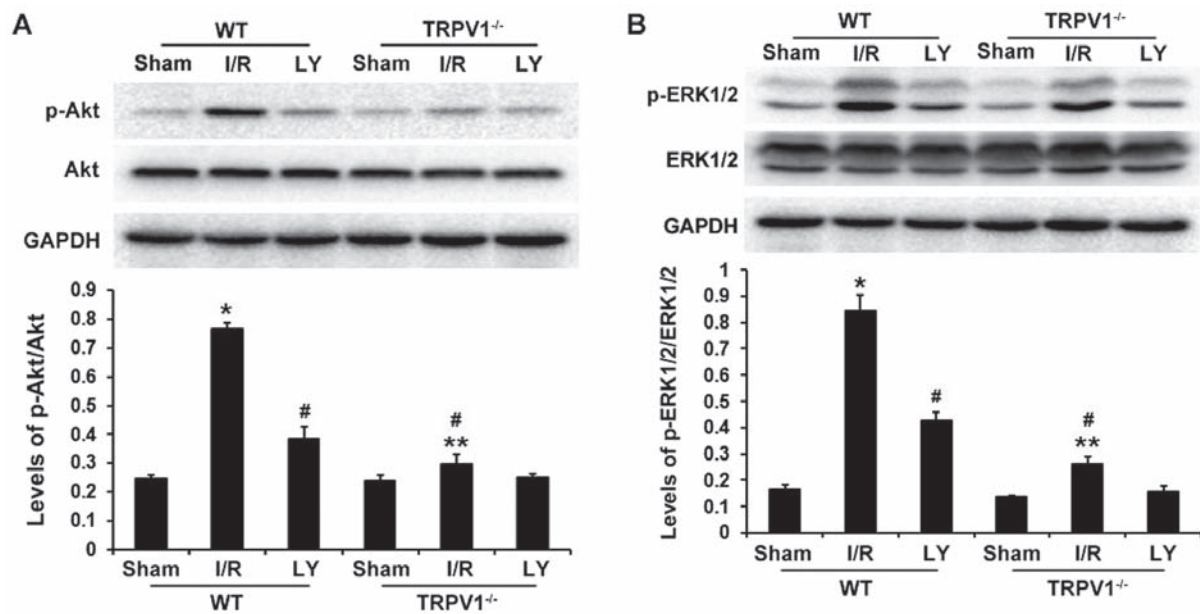 A
WT
TRPV1-/-
Sham I/R LY Sham I/R LY
p-Akt
Akt
GAPDH
Levels of p-Akt/Akt
0.9
0.8
0.7
0.6
0.5
0.4
0.3
0.2
0.1
0
*
#
#
**
Sham I/R LY Sham I/R LY
WT TRPV1-/-
B
WT
TRPV1-/-
Sham I/R LY Sham I/R LY
p-ERK1/2
ERK1/2
GAPDH
Levels of p-ERK1/2/ERK1/2
1
0.9
0.8
0.7
0.6
0.5
0.4
0.3
0.2
0.1
0
*
#
#
**
Sham I/R LY Sham I/R LY
WT TRPV1-/-